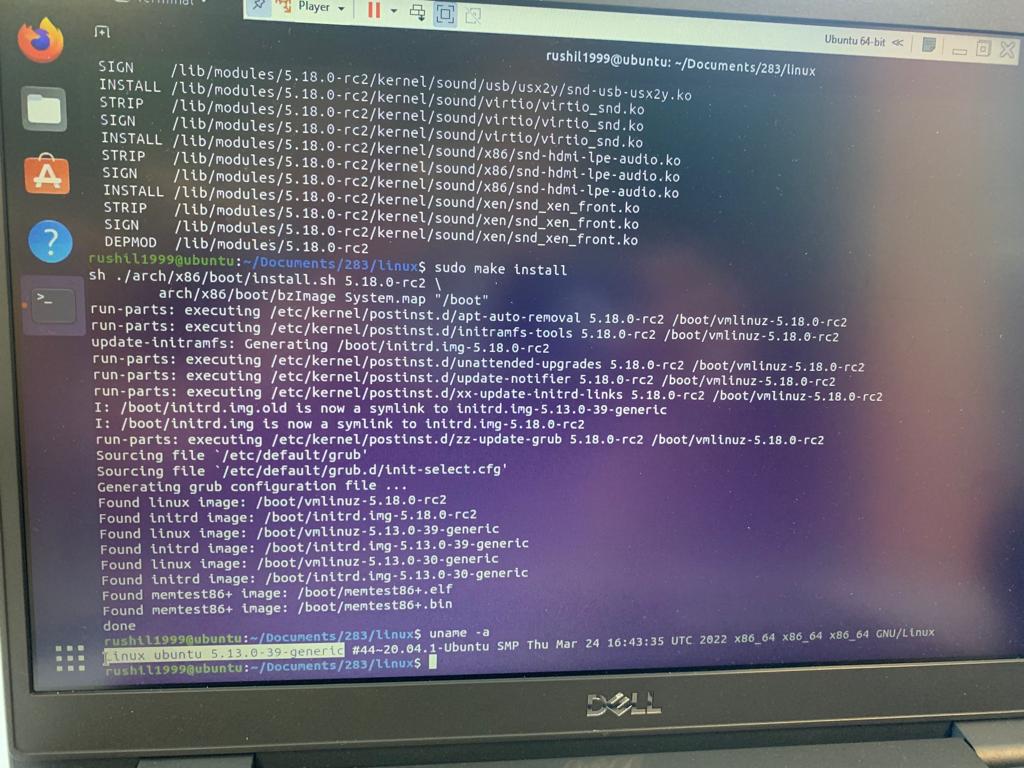 Terminal
Player
Ubuntu 64-bit
rushil1999@ubuntu: ~/Documents/283/linux
SIGN /lib/modules/5.18.0-rc2/kernel/sound/usb/usx2y/snd-usb-usx2y.ko
INSTALL /lib/modules/5.18.0-rc2/kernel/sound/virtio/virtio_snd.ko
STRIP /lib/modules/5.18.0-rc2/kernel/sound/virtio/virtio_snd.ko
SIGN /lib/modules/5.18.0-rc2/kernel/sound/virtio/virtio_snd.ko
INSTALL /lib/modules/5.18.0-rc2/kernel/sound/x86/snd-hdmi-lpe-audio.ko
STRIP /lib/modules/5.18.0-rc2/kernel/sound/x86/snd-hdmi-lpe-audio.ko
SIGN /lib/modules/5.18.0-rc2/kernel/sound/x86/snd-hdmi-lpe-audio.ko
INSTALL /lib/modules/5.18.0-rc2/kernel/sound/xen/snd_xen_front.ko
STRIP /lib/modules/5.18.0-rc2/kernel/sound/xen/snd_xen_front.ko
SIGN /lib/modules/5.18.0-rc2/kernel/sound/xen/snd_xen_front.ko
DEPMOD /lib/modules/5.18.0-rc2
rushil1999@ubuntu:~/Documents/283/linux$ sudo make install
sh ./arch/x86/boot/install.sh 5.18.0-rc2 \
arch/x86/boot/bzImage System.map "/boot"
run-parts: executing /etc/kernel/postinst.d/apt-auto-removal 5.18.0-rc2 /boot/vmlinuz-5.18.0-rc2
run-parts: executing /etc/kernel/postinst.d/initramfs-tools 5.18.0-rc2 /boot/vmlinuz-5.18.0-rc2
update-initramfs: Generating /boot/initrd.img-5.18.0-rc2
run-parts: executing /etc/kernel/postinst.d/unattended-upgrades 5.18.0-rc2 /boot/vmlinuz-5.18.0-rc2
run-parts: executing /etc/kernel/postinst.d/update-notifier 5.18.0-rc2 /boot/vmlinuz-5.18.0-rc2
run-parts: executing /etc/kernel/postinst.d/xx-update-initrd-links 5.18.0-rc2 /boot/vmlinuz-5.18.0-rc2
I: /boot/initrd.img.old is now a symlink to initrd.img-5.13.0-39-generic
I: /boot/initrd.img is now a symlink to initrd.img-5.18.0-rc2
run-parts: executing /etc/kernel/postinst.d/zz-update-grub 5.18.0-rc2 /boot/vmlinuz-5.18.0-rc2
Sourcing file `/etc/default/grub'
Sourcing file `/etc/default/grub.d/init-select.cfg'
Generating grub configuration file ...
Found linux image: /boot/vmlinuz-5.18.0-rc2
Found initrd image: /boot/initrd.img-5.18.0-rc2
Found linux image: /boot/vmlinuz-5.13.0-39-generic
Found initrd image: /boot/initrd.img-5.13.0-39-generic
Found linux image: /boot/vmlinuz-5.13.0-30-generic
Found initrd image: /boot/initrd.img-5.13.0-30-generic
Found memtest86+ image: /boot/memtest86+.elf
Found memtest86+ image: /boot/memtest86+.bin
done
rushil1999@ubuntu:~/Documents/283/linux$ uname -a
Linux ubuntu 5.13.0-39-generic #44~20.04.1-Ubuntu SMP Thu Mar 24 16:43:35 UTC 2022 x86_64 x86_64 x86_64 GNU/Linux
rushil1999@ubuntu:~/Documents/283/linux$
DELL